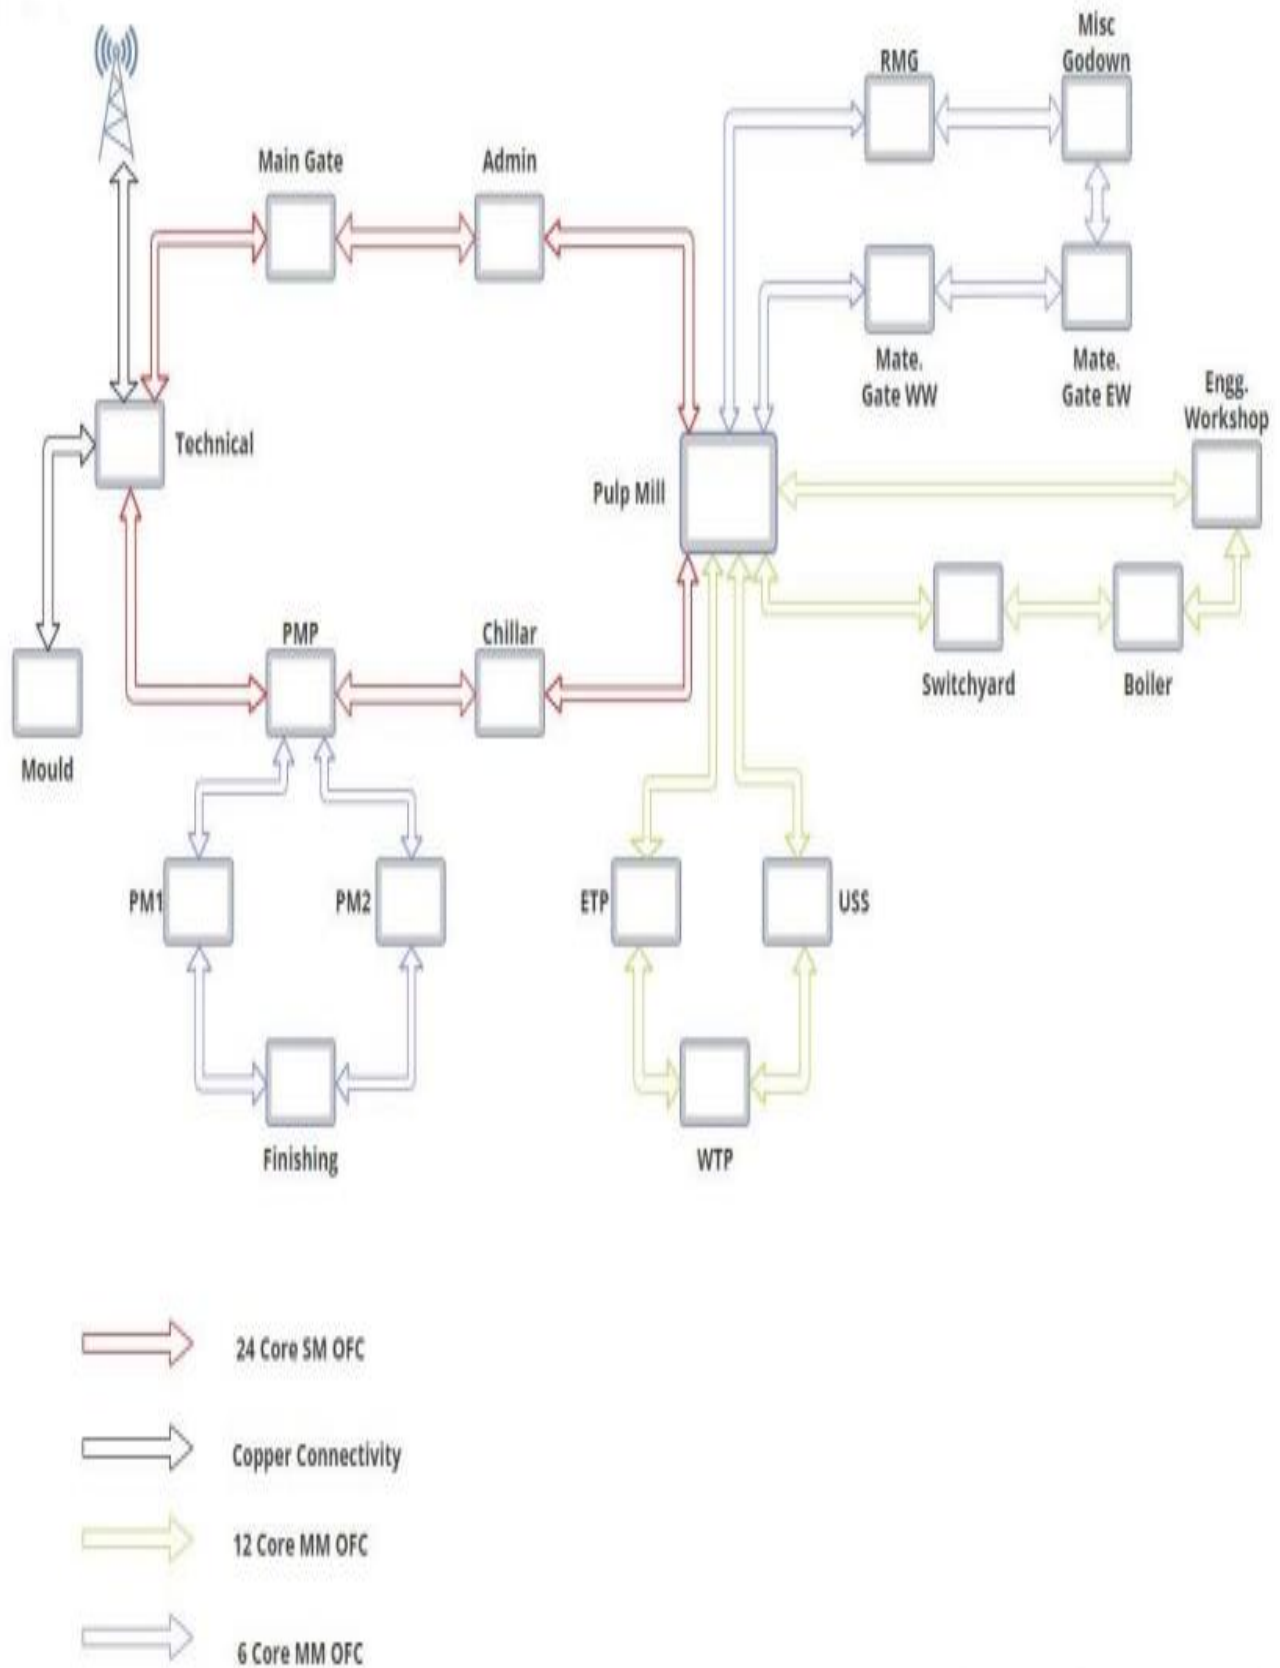 Misc
Godown
RMG
Main Gate
Admin
Mate.
Gate WW
Mate.
Gate EW
Engg.
Workshop
Technical
Pulp Mill
PMP
Chillar
Switchyard
Boiler
Mould
PM1
PM2
ETP
USS
Finishing
WTP
24 Core SM OFC
Copper Connectivity
12 Core MM OFC
6 Core MM OFC